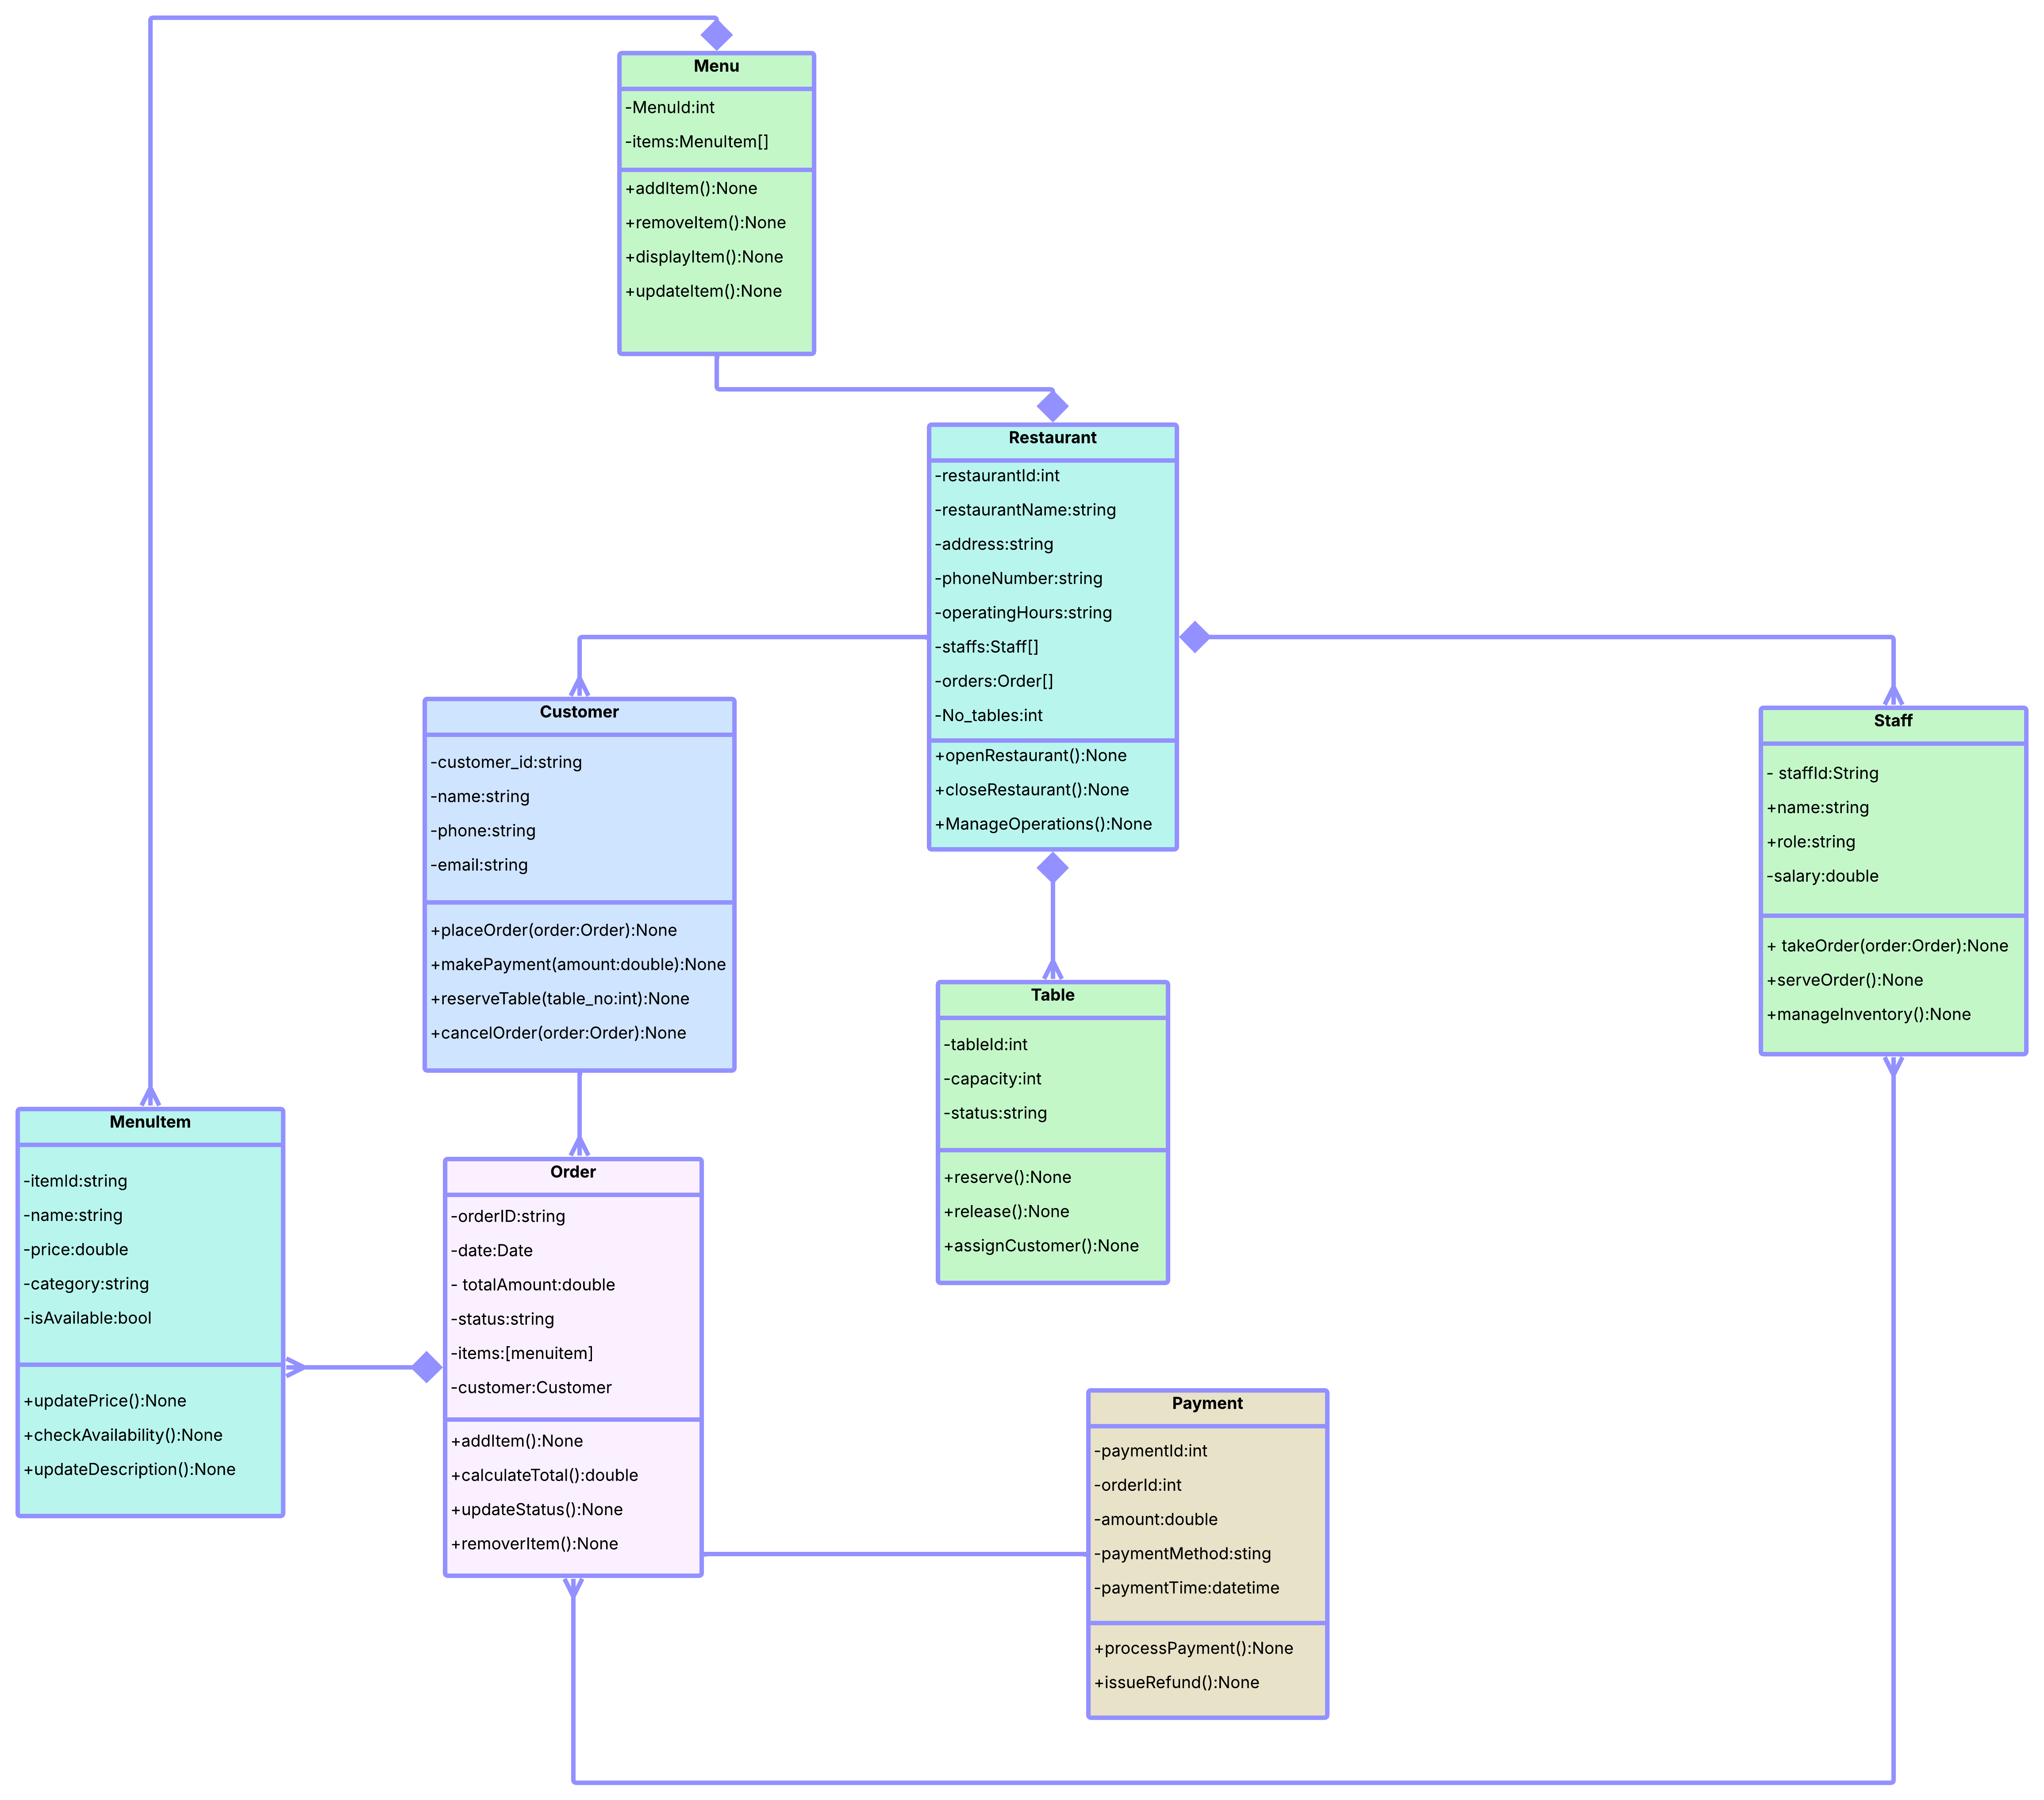 Menu
-MenuId:int
-items:MenuItem[]
+addItem():None
+removeItem():None
+displayItem():None
+updateItem():None
Restaurant
-restaurantId:int
-restaurantName:string
-address:string
-phoneNumber:string
-operatingHours:string
-staffs:Staff[]
-orders:Order[]
-No_tables:int
+openRestaurant():None
+closeRestaurant():None
+ManageOperations():None
Customer
-customer_id:string
-name:string
-phone:string
-email:string
+placeOrder(order:Order):None
+makePayment(amount:double):None
+reserveTable(table_no:int):None
+cancelOrder(order:Order):None
Staff
- staffId:String
+name:string
+role:string
-salary:double
+ takeOrder(order:Order):None
+serveOrder():None
+manageInventory():None
Table
-tableId:int
-capacity:int
-status:string
+reserve():None
+release():None
+assignCustomer():None
MenuItem
-itemId:string
-name:string
-price:double
-category:string
-isAvailable:bool
+updatePrice():None
+checkAvailability():None
+updateDescription():None
Order
-orderID:string
-date:Date
- totalAmount:double
-status:string
-items:[menuitem]
-customer:Customer
+addItem():None
+calculateTotal():double
+updateStatus():None
+removerItem():None
Payment
-paymentId:int
-orderId:int
-amount:double
-paymentMethod:sting
-paymentTime:datetime
+processPayment():None
+issueRefund():None